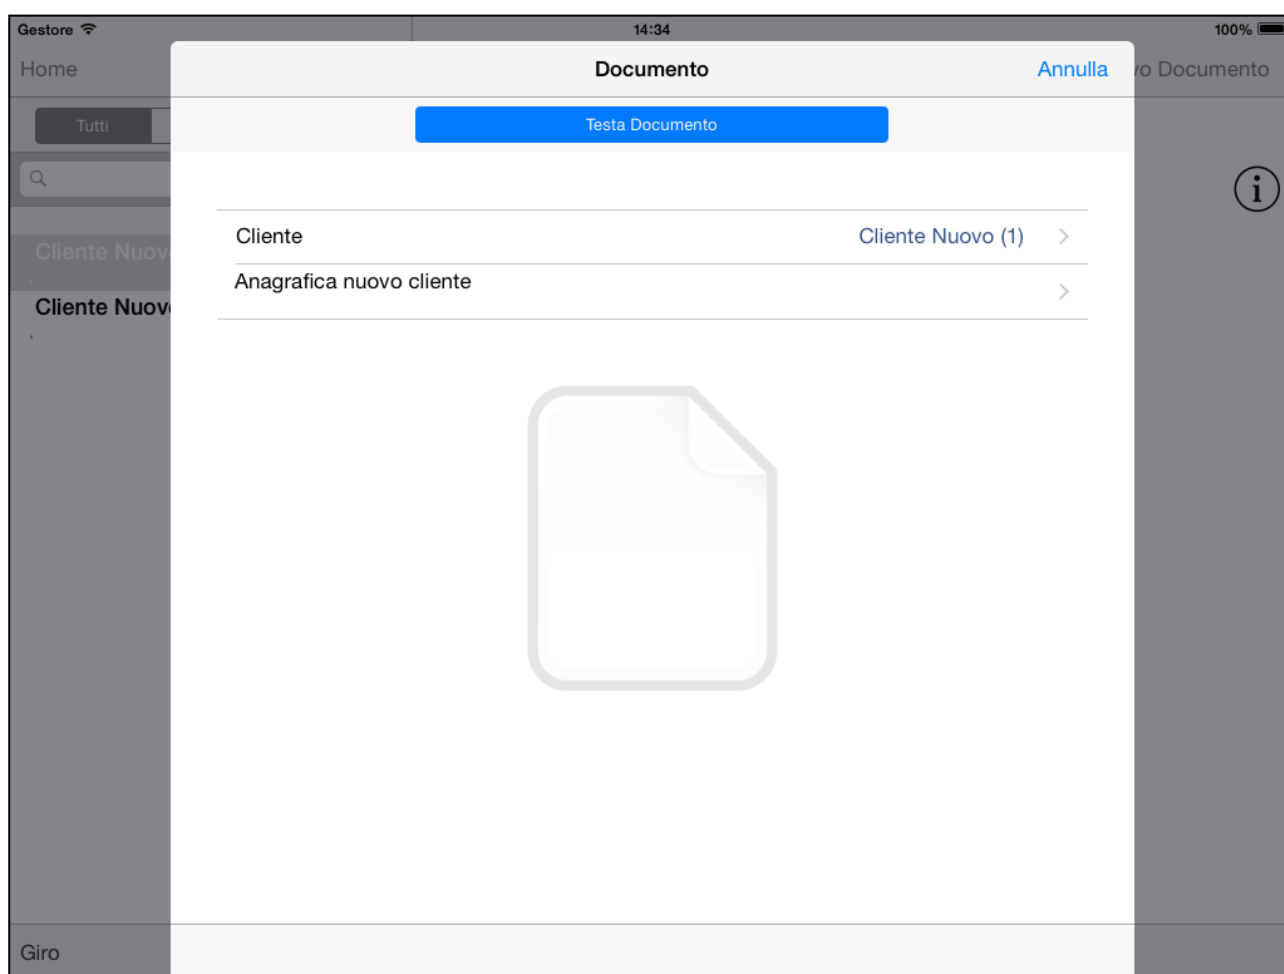 Gestore 14:34 100%
Home Documento Annulla vo Documento
Tutti Testa Documento
i
Cliente Cliente Nuovo (1)
Cliente Nuov
,
Anagrafica nuovo cliente
Cliente Nuov
,
Giro